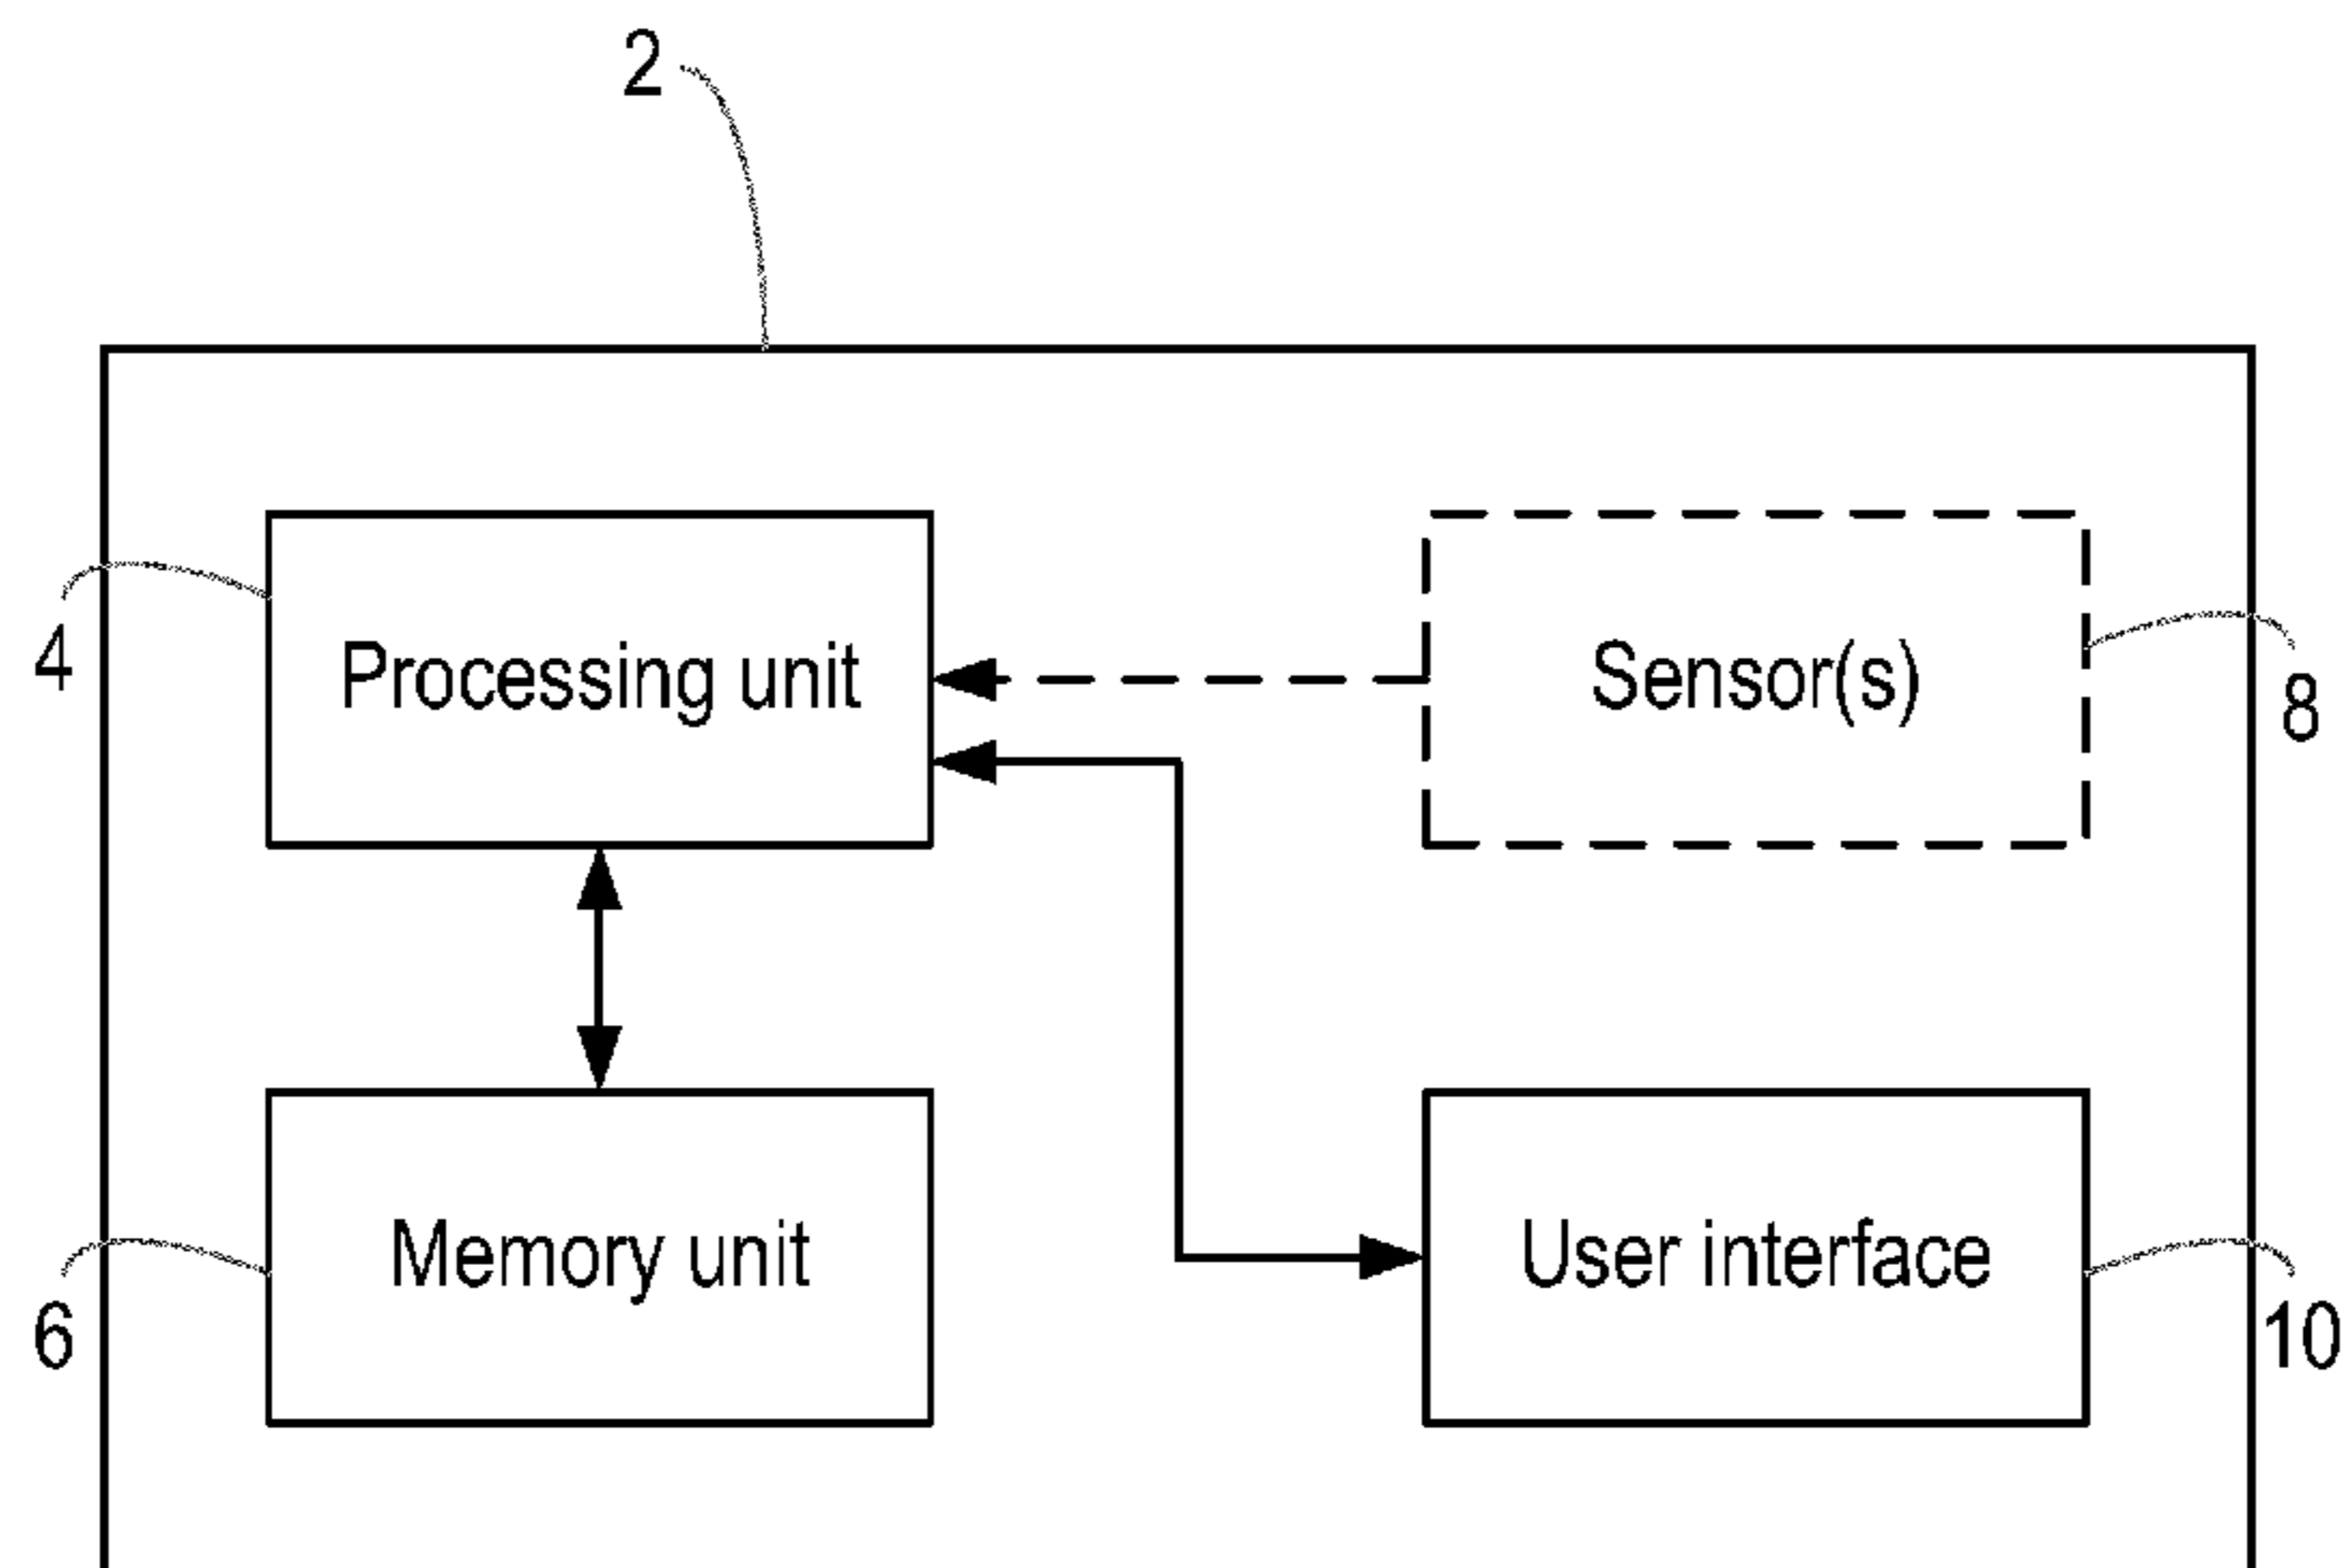 2
4
Processing unit
Sensor(s)
8
Memory unit
User interface
6
10